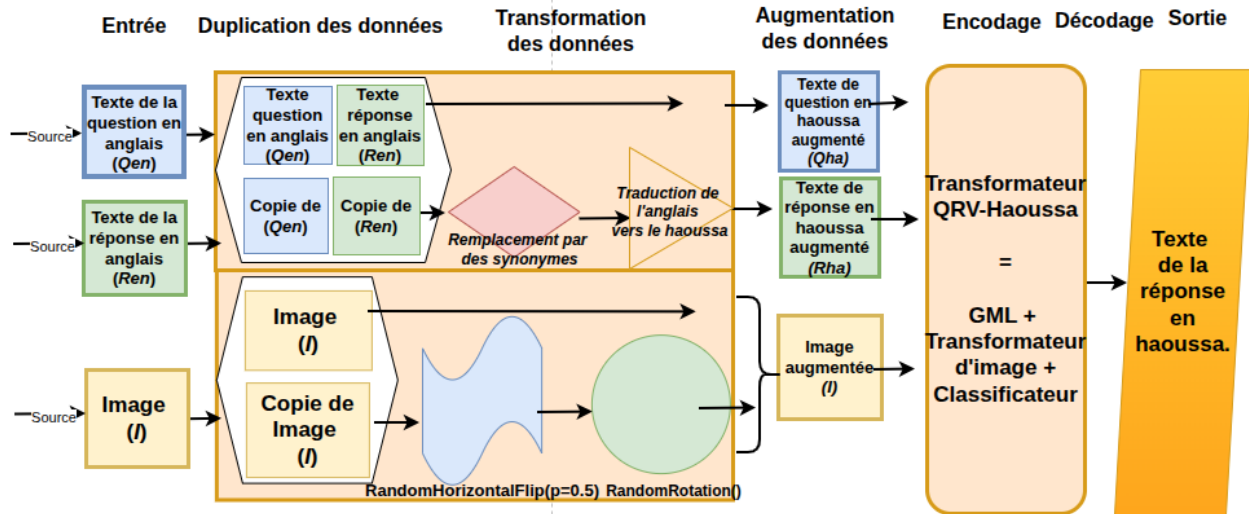 Entrée
Duplication des données
Transformation
des données
Augmentation
des données
Encodage
Décodage
Sortie
Source
Texte de la
question en
anglais
(Qen)
Texte
question
en anglais
(Qen)
Texte
réponse
en anglais
(Ren)
Texte de
question en
haoussa
augmenté
(Qha)
Source
Texte de la
réponse en
anglais
(Ren)
Copie de
(Qen)
Copie de
(Ren)
Remplacement par
des synonymes
Traduction de
l'anglais
vers le haoussa
Texte de
réponse en
haoussa
augmenté
(Rha)
Source
Image
(I)
Image
(I)
Copie de
Image
(I)
RandomHorizontalFlip(p=0.5)
RandomRotation()
Image
augmentée
(I)
Transformateur
QRV-Haoussa
=
GML +
Transformateur
d'image +
Classificateur
Texte
de la
réponse
en
haoussa.